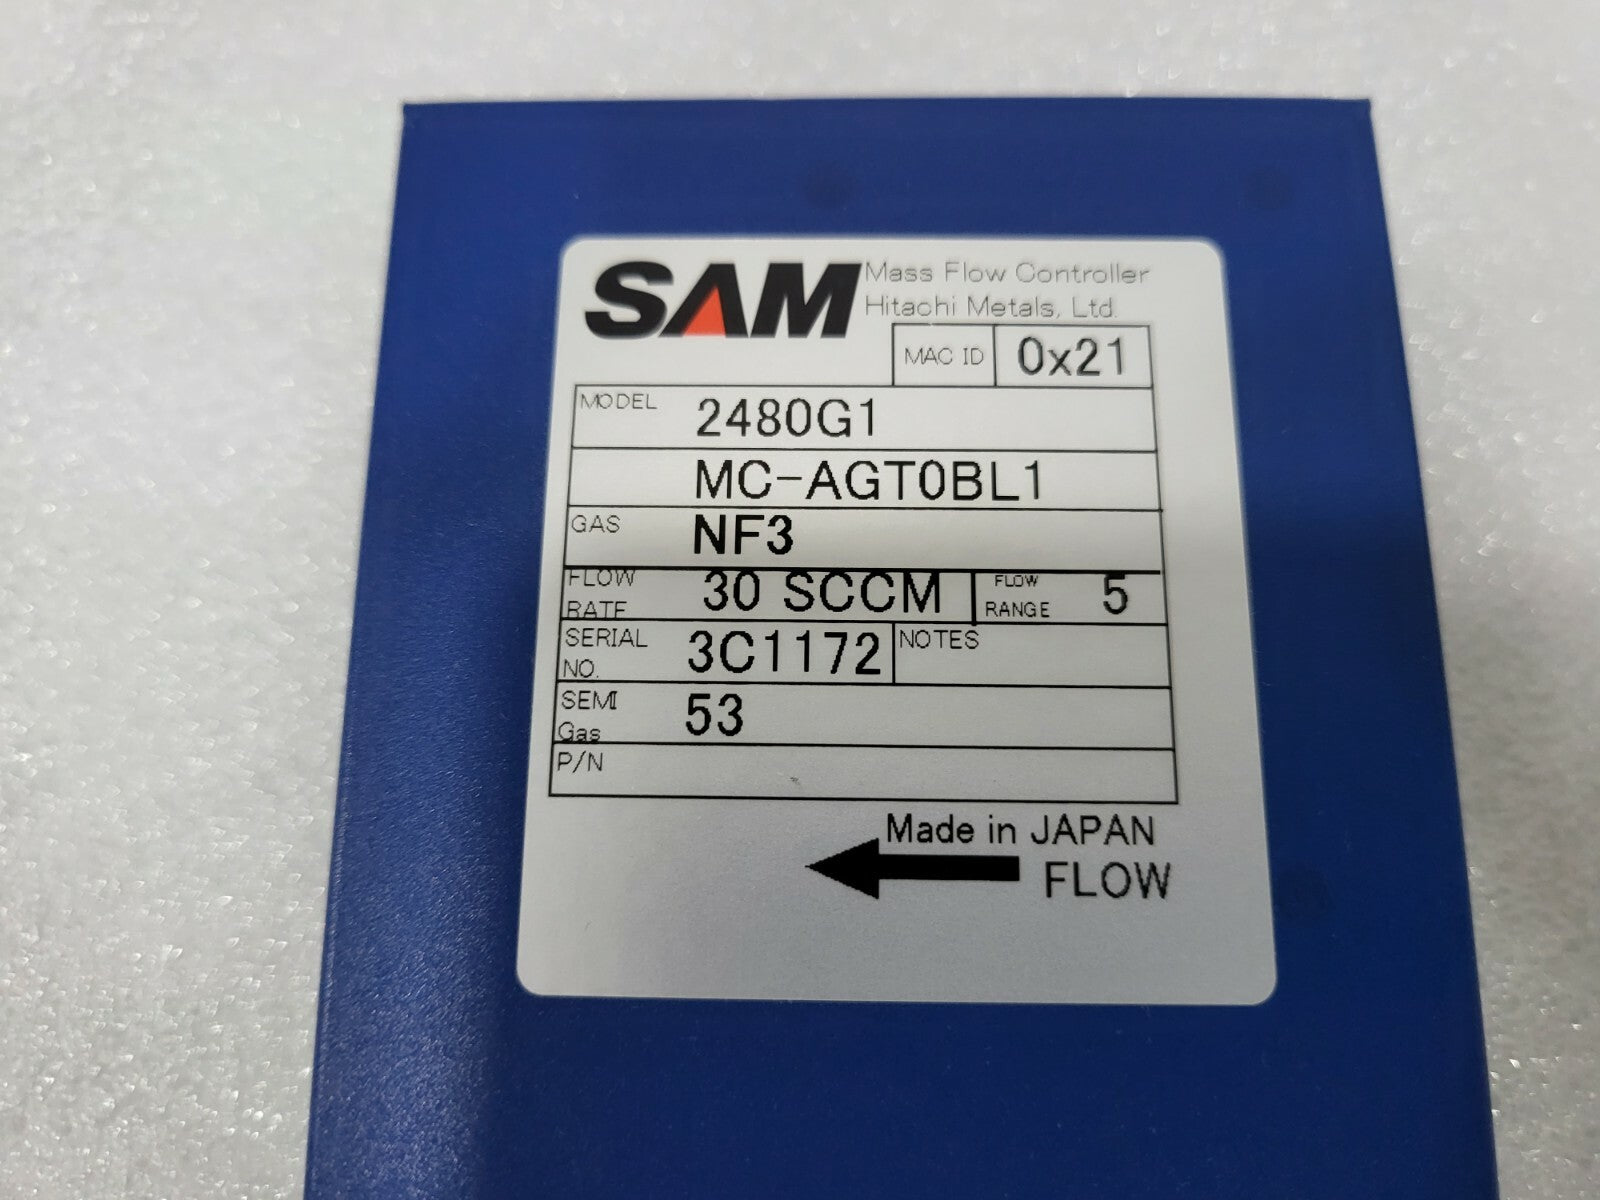 SAM Mass Flow Controller
Hitachi Metals, Ltd.
MAC ID 0x21
MODEL 2480G1
MC-AGT0BL1
GAS NF3
FLOW RATE 30 SCCM FLOW RANGE 5
SERIAL NO. 3C1172 NOTES
SEMI Gas 53
P/N
Made in JAPAN
FLOW